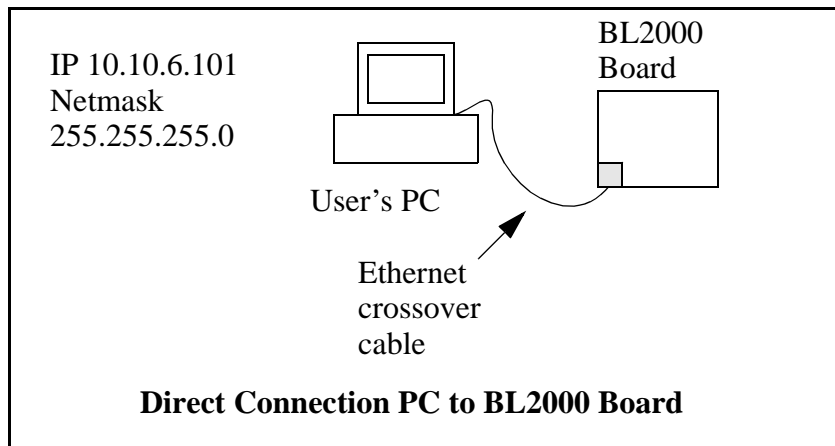 IP 10.10.6.101
Netmask
255.255.255.0
User’s PC
BL2000
Board
Ethernet
crossover
cable
Direct Connection PC to BL2000 Board